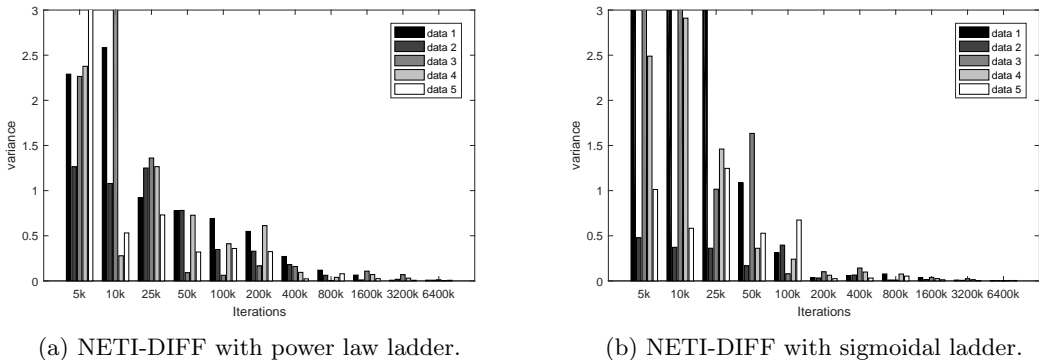 3
2.5
2
1.5
1
0.5
0
variance
5k 10k 25k 50k 100k 200k 400k 800k 1600k 3200k 6400k
Iterations
data 1
data 2
data 3
data 4
data 5
(a) NETI-DIFF with power law ladder.
3
2.5
2
1.5
1
0.5
0
variance
5k 10k 25k 50k 100k 200k 400k 800k 1600k 3200k 6400k
Iterations
data 1
data 2
data 3
data 4
data 5
(b) NETI-DIFF with sigmoidal ladder.